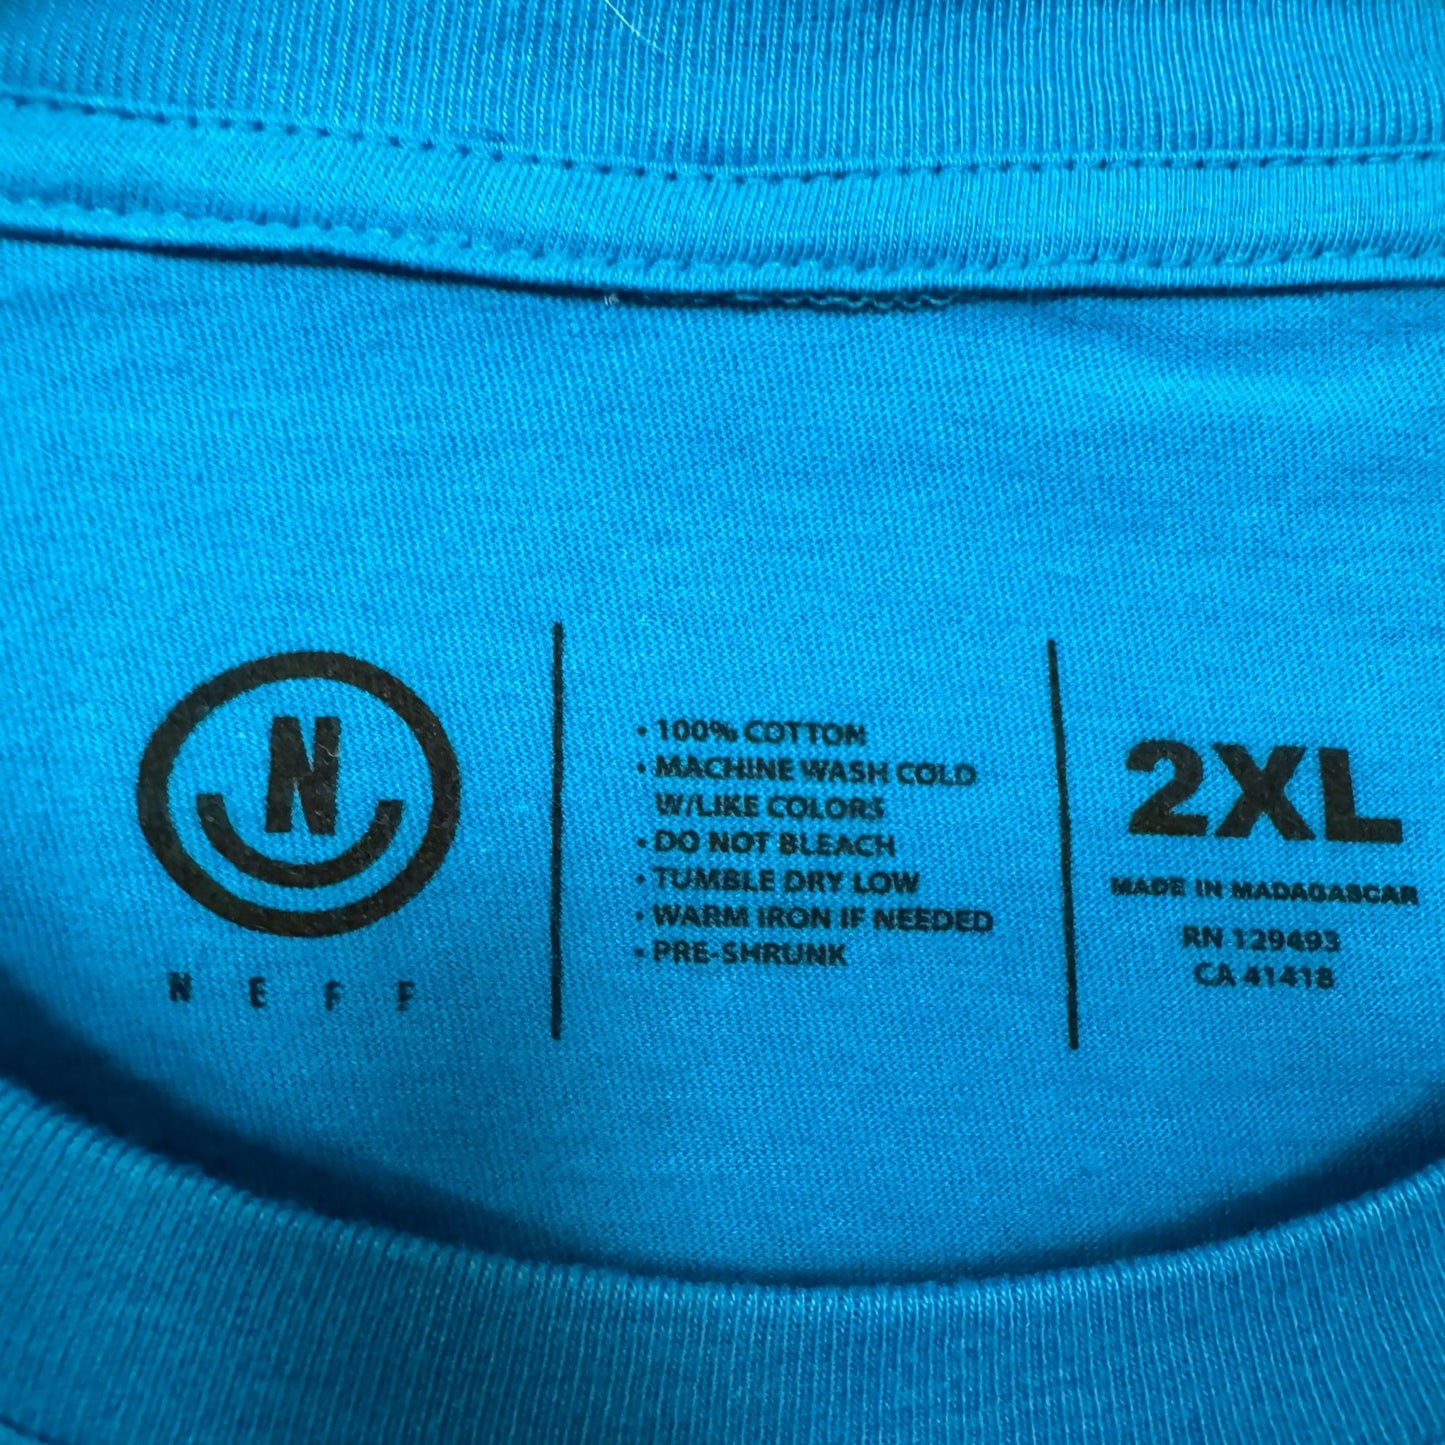 N
NEFF
• 100% COTTON
• MACHINE WASH COLD
W/LIKE COLORS
• DO NOT BLEACH
• TUMBLE DRY LOW
• WARM IRON IF NEEDED
• PRE-SHRUNK
2XL
MADE IN MADAGASCAR
RN 129493
CA 41418